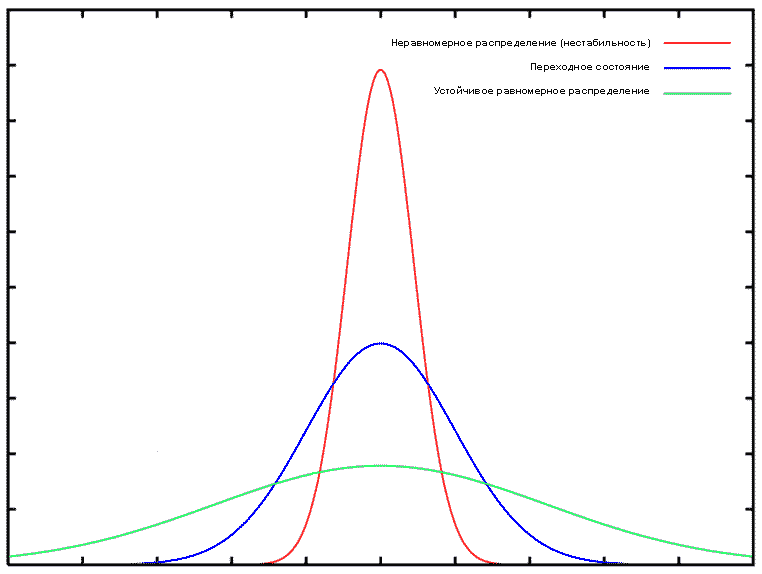 Неравномерное распределение (нестабильность)
Переходное состояние
Устойчивое равномерное распределение